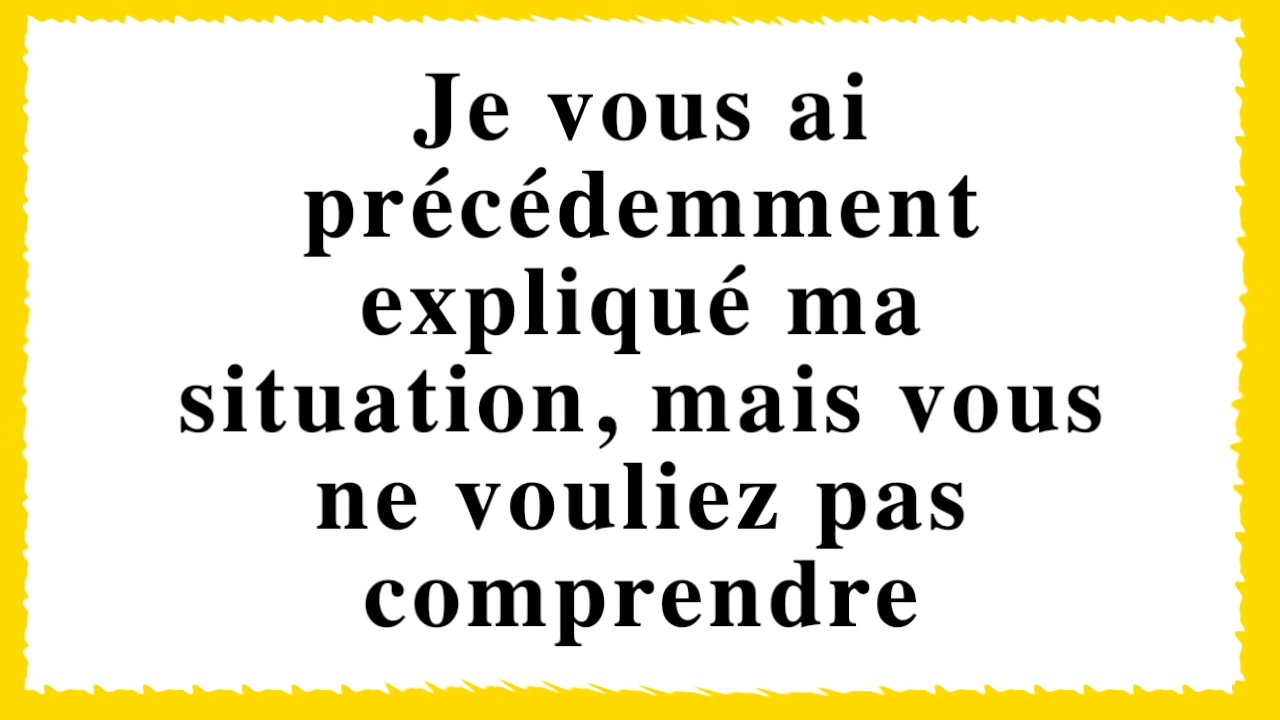 Je vous ai
précédemment
expliqué ma
situation, mais vous
ne vouliez pas
comprendre